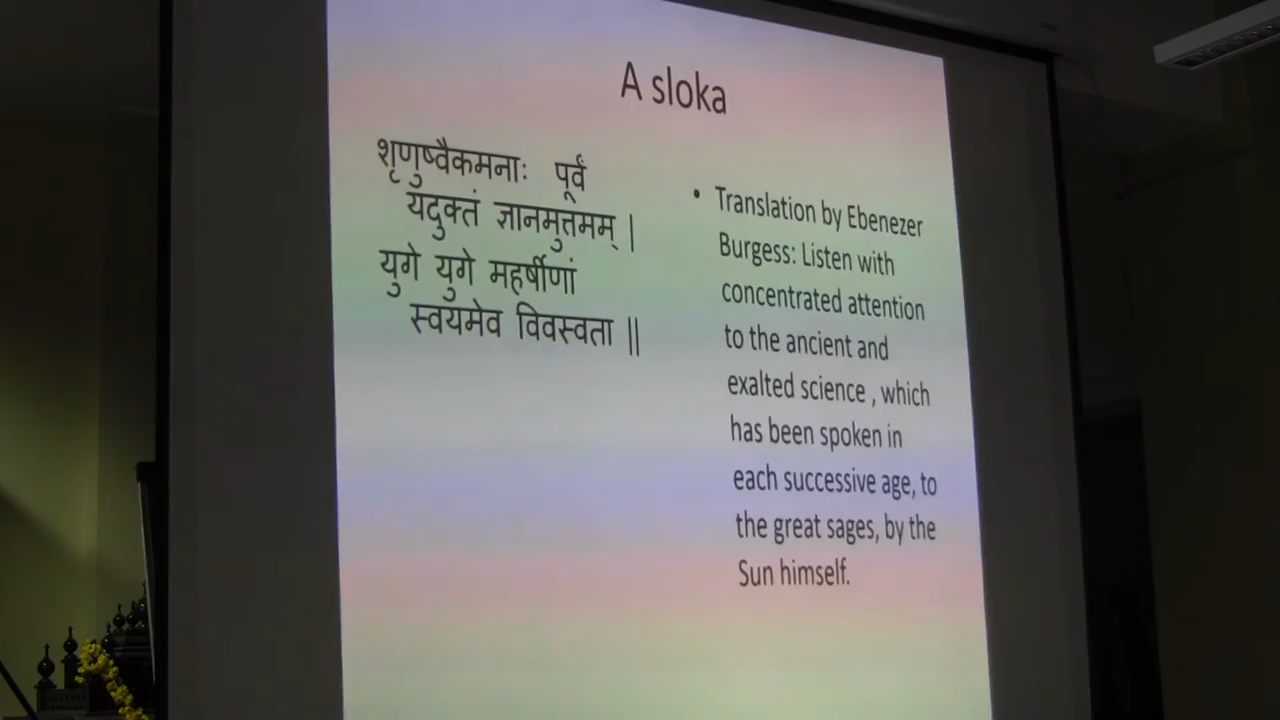 A sloka
शृणुष्वैकमनाः पूर्वं
यदुक्तं ज्ञानमुत्तमम् |
युगे युगे महर्षीणां
स्वयमेव विवस्वता ||
• Translation by Ebenezer
Burgess: Listen with
concentrated attention
to the ancient and
exalted science , which
has been spoken in
each successive age, to
the great sages, by the
Sun himself.